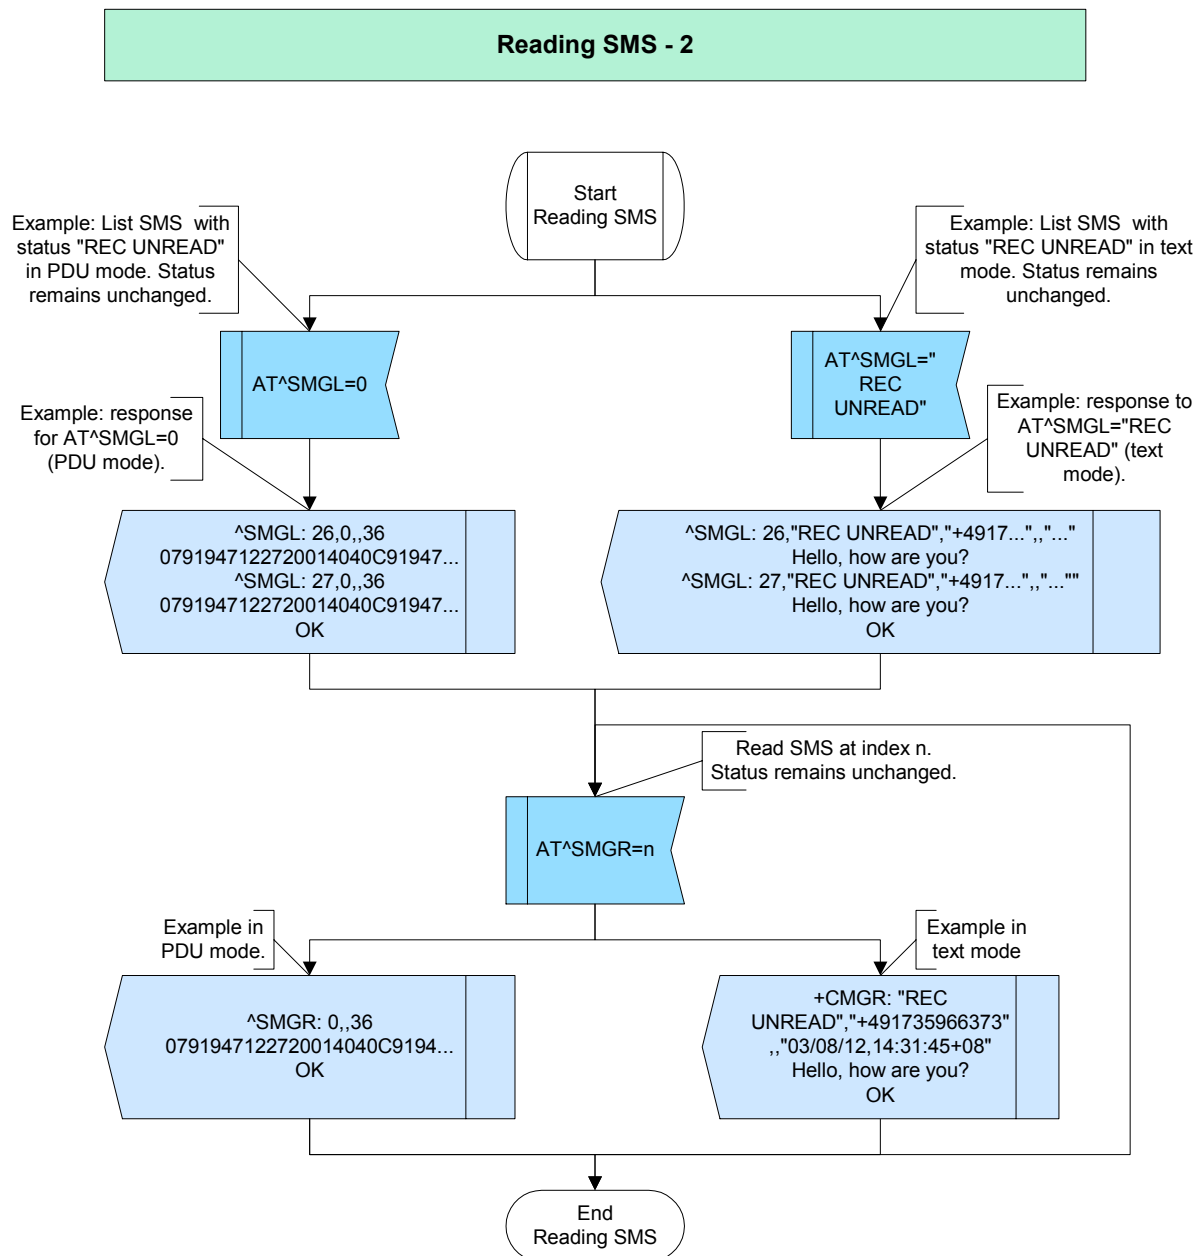 Reading SMS - 2
Start
Reading SMS
Example: List SMS  with
status "REC UNREAD"
in PDU mode. Status
remains unchanged.
Example: List SMS  with
status "REC UNREAD" in text
mode. Status remains
unchanged.
AT^SMGL=0
AT^SMGL="
REC
UNREAD"
Example: response
for AT^SMGL=0
(PDU mode).
Example: response to
AT^SMGL="REC
UNREAD" (text
mode).
^SMGL: 26,0,,36
0791947122720014040C91947...
^SMGL: 27,0,,36
0791947122720014040C91947...
OK
^SMGL: 26,"REC UNREAD","+4917...",,"..."
Hello, how are you?
^SMGL: 27,"REC UNREAD","+4917...",,"...""
Hello, how are you?
OK
Read SMS at index n.
Status remains unchanged.
AT^SMGR=n
Example in
PDU mode.
Example in
text mode
^SMGR: 0,,36
0791947122720014040C9194...
OK
+CMGR: "REC
UNREAD","+491735966373"
,,"03/08/12,14:31:45+08"
Hello, how are you?
OK
End
Reading SMS